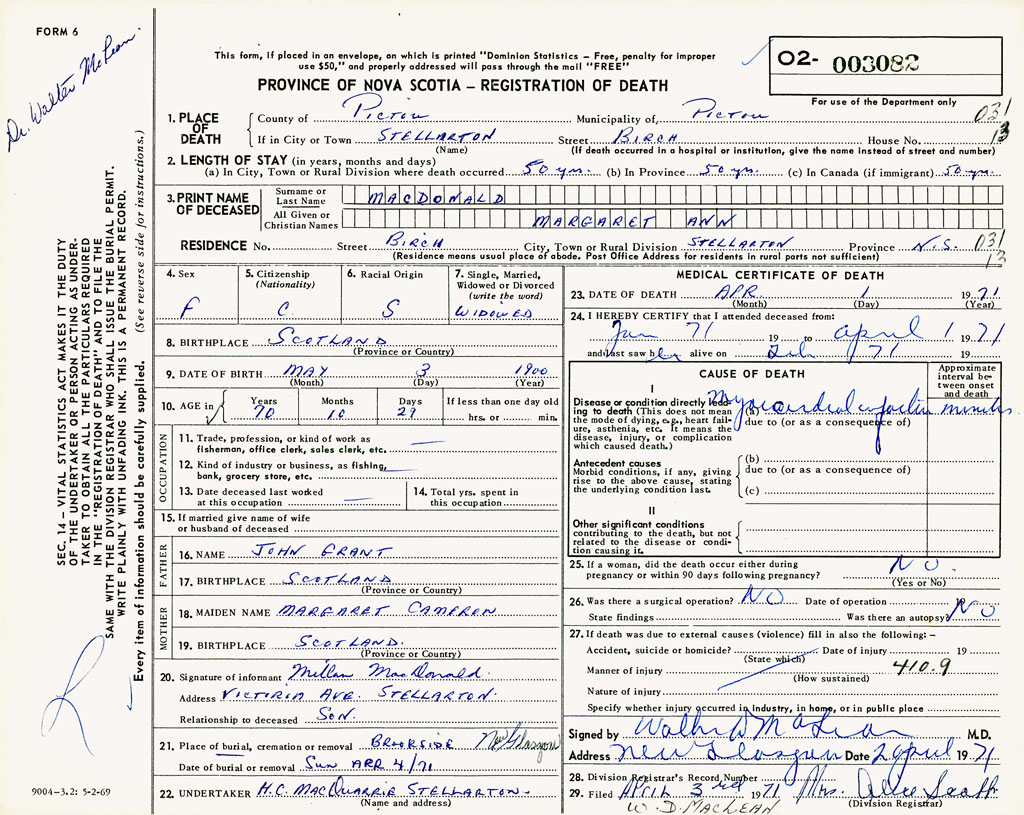 FORM 6
Dr. Walter McLean.
This form, if placed in an envelope, on which is printed "Dominion Statistics – Free, penalty for improper
use $50," and properly addressed will pass through the mail "FREE"
PROVINCE OF NOVA SCOTIA – REGISTRATION OF DEATH
O2- 003082
For use of the Department only
1. PLACE OF DEATH { County of Pictou Municipality of Pictou 031
If in City or Town STELLARTON Street BIRCH House No. 13
(Name) (If death occurred in a hospital or institution, give the name instead of street and number)
2. LENGTH OF STAY (in years, months and days)
(a) In City, Town or Rural Division where death occurred 50 yrs. (b) In Province 50 yrs. (c) In Canada (if immigrant) 50 yrs.
3. PRINT NAME OF DECEASED { Surname or Last Name MACDONALD
All Given or Christian Names MARGARET ANN
RESIDENCE No. Street BIRCH City, Town or Rural Division STELLARTON Province N.S. 031
(Residence means usual place of abode. Post Office Address for residents in rural parts not sufficient) 13
4. Sex
F
5. Citizenship
(Nationality)
C
6. Racial Origin
S
7. Single, Married,
Widowed or Divorced
(write the word)
WIDOWED
8. BIRTHPLACE SCOTLAND
(Province or Country)
9. DATE OF BIRTH MAY 3 1900
(Month) (Day) (Year)
10. AGE in { Years Months Days If less than one day old
70 10 29 hrs. or min.
OCCUPATION
11. Trade, profession, or kind of work as
fisherman, office clerk, sales clerk, etc.
12. Kind of industry or business, as fishing,
bank, grocery store, etc.
13. Date deceased last worked
at this occupation
14. Total yrs. spent in
this occupation
15. If married give name of wife
or husband of deceased
FATHER
16. NAME JOHN GRANT
17. BIRTHPLACE SCOTLAND
(Province or Country)
MOTHER
18. MAIDEN NAME MARGARET CAMERON
19. BIRTHPLACE SCOTLAND.
(Province or Country)
20. Signature of informant Millan MacDonald.
Address VICTORIA AVE. STELLARTON.
Relationship to deceased SON.
21. Place of burial, cremation or removal BROOKSIDE New Glasgow
Date of burial or removal SUN APR 4/71
22. UNDERTAKER H.C. MACQUARRIE STELLARTON.
(Name and address)
MEDICAL CERTIFICATE OF DEATH
23. DATE OF DEATH APR. 1 1971
(Month) (Day) (Year)
24. I HEREBY CERTIFY that I attended deceased from:
Jan 71 19 to April 1 1971
and last saw her alive on Feb 71 19
CAUSE OF DEATH
Approximate
interval be-
tween onset
and death
I
Disease or condition directly lead-
ing to death (This does not mean
the mode of dying, e.g., heart fail-
ure, asthenia, etc. It means the
disease, injury, or complication
which caused death.)
(a) Myocardial infarction minutes
due to (or as a consequence of)
Antecedent causes
Morbid conditions, if any, giving
rise to the above cause, stating
the underlying condition last.
(b)
due to (or as a consequence of)
(c)
II
Other significant conditions
contributing to the death, but not
related to the disease or condi-
tion causing it.
25. If a woman, did the death occur either during
pregnancy or within 90 days following pregnancy? NO.
(Yes or No)
26. Was there a surgical operation? NO Date of operation 19
State findings Was there an autopsy? NO
27. If death was due to external causes (violence) fill in also the following: –
Accident, suicide or homicide? Date of injury 19
(State which)
Manner of injury 410.9
(How sustained)
Nature of injury
Specify whether injury occurred in industry, in home, or in public place
Signed by Walter D McLean M.D.
Address New Glasgow Date 2 April 1971
28. Division Registrar's Record Number
29. Filed APRIL 3rd 1971 Mrs. Scott
(Division Registrar)
W. D. MACLEAN
SEC. 14 – VITAL STATISTICS ACT MAKES IT THE DUTY
OF THE UNDERTAKER OR PERSON ACTING AS UNDER-
TAKER TO OBTAIN ALL THE PARTICULARS REQUIRED
IN THE "REGISTRATION OF DEATH" AND TO FILE THE
SAME WITH THE DIVISION REGISTRAR WHO SHALL ISSUE THE BURIAL PERMIT.
WRITE PLAINLY WITH UNFADING INK. THIS IS A PERMANENT RECORD.
Every item of information should be carefully supplied. (See reverse side for instructions.)
9004–3.2: 5-2-69